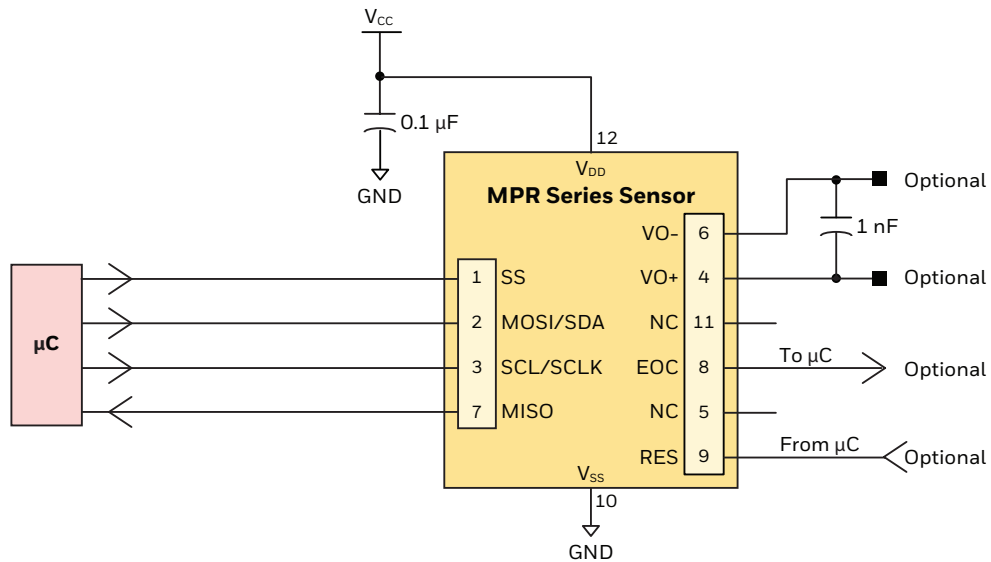 VCC
0.1 µF
GND
12
VDD
MPR Series Sensor
µC
1 SS
2 MOSI/SDA
3 SCL/SCLK
7 MISO
VO- 6
VO+ 4
NC 11
EOC 8
NC 5
RES 9
Optional
1 nF
Optional
To µC
Optional
From µC
Optional
VSS
10
GND